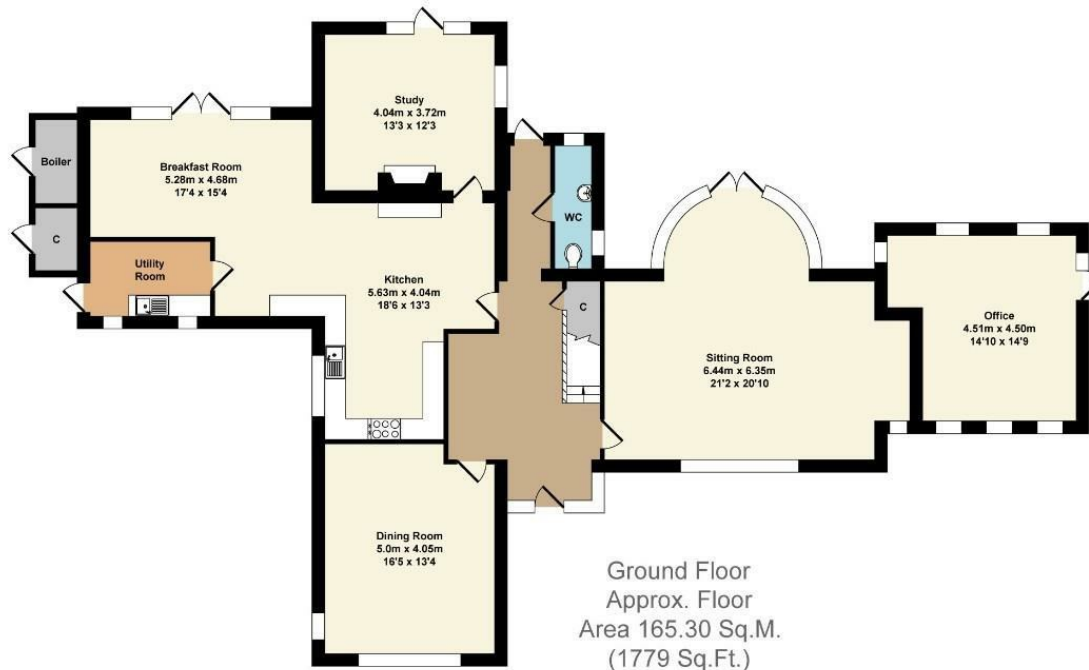 Study
4.04m x 3.72m
13'3 x 12'3
Boiler
Breakfast Room
5.28m x 4.68m
17'4 x 15'4
C
Utility
Room
WC
Kitchen
5.63m x 4.04m
18'6 x 13'3
C
Sitting Room
6.44m x 6.35m
21'2 x 20'10
Office
4.51m x 4.50m
14'10 x 14'9
Dining Room
5.0m x 4.05m
16'5 x 13'4
Ground Floor
Approx. Floor
Area 165.30 Sq.M.
(1779 Sq.Ft.)